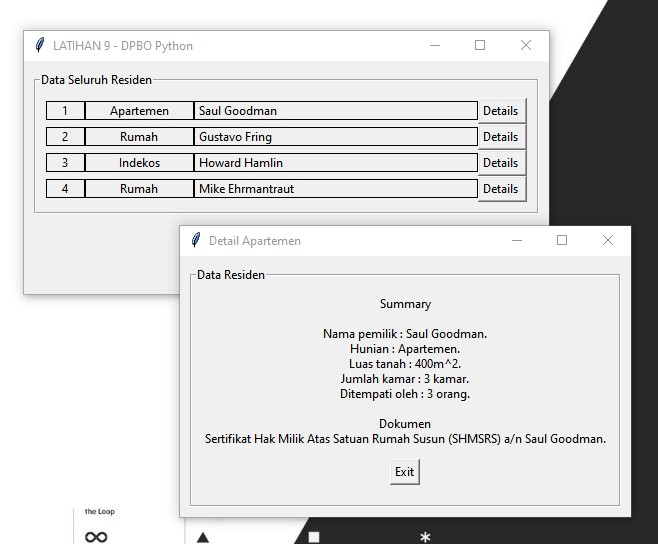 LATIHAN 9 - DPBO Python
Data Seluruh Residen
1 Apartemen Saul Goodman Details
2 Rumah Gustavo Fring Details
3 Indekos Howard Hamlin Details
4 Rumah Mike Ehrmantraut Details
Detail Apartemen
Data Residen
Summary
Nama pemilik : Saul Goodman.
Hunian : Apartemen.
Luas tanah : 400m^2.
Jumlah kamar : 3 kamar.
Ditempati oleh : 3 orang.
Dokumen
Sertifikat Hak Milik Atas Satuan Rumah Susun (SHMSRS) a/n Saul Goodman.
Exit
the Loop